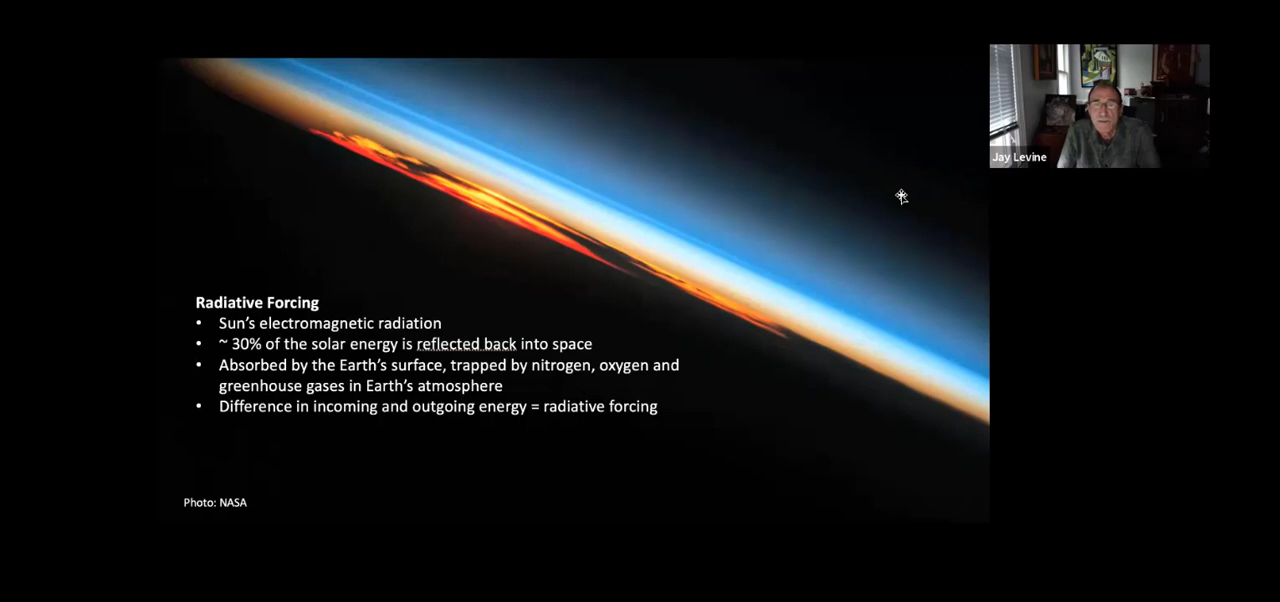 Jay Levine
Radiative Forcing
• Sun’s electromagnetic radiation
• ~ 30% of the solar energy is reflected back into space
• Absorbed by the Earth’s surface, trapped by nitrogen, oxygen and
greenhouse gases in Earth’s atmosphere
• Difference in incoming and outgoing energy = radiative forcing
Photo: NASA